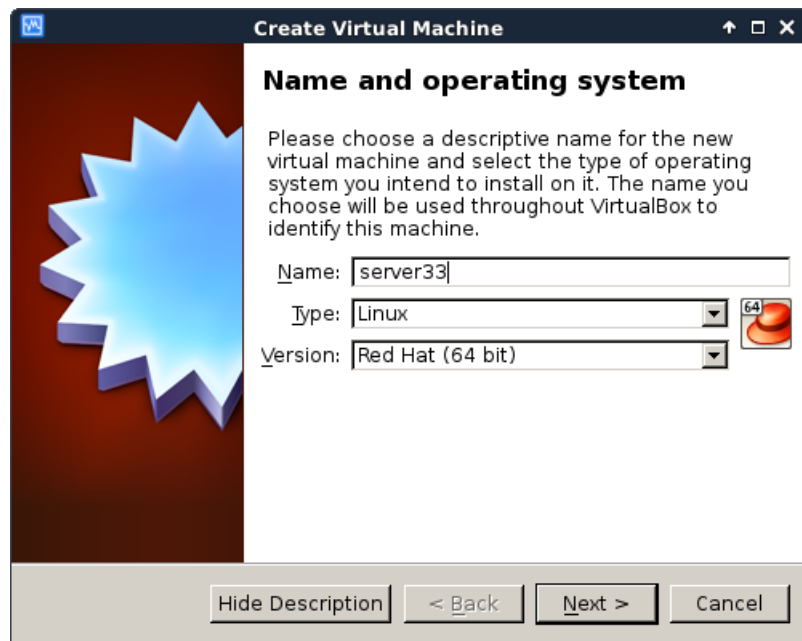 Create Virtual Machine
Name and operating system
Please choose a descriptive name for the new
virtual machine and select the type of operating
system you intend to install on it. The name you
choose will be used throughout VirtualBox to
identify this machine.
Name: server33
Type: Linux
64
Version: Red Hat (64 bit)
Hide Description < Back Next > Cancel